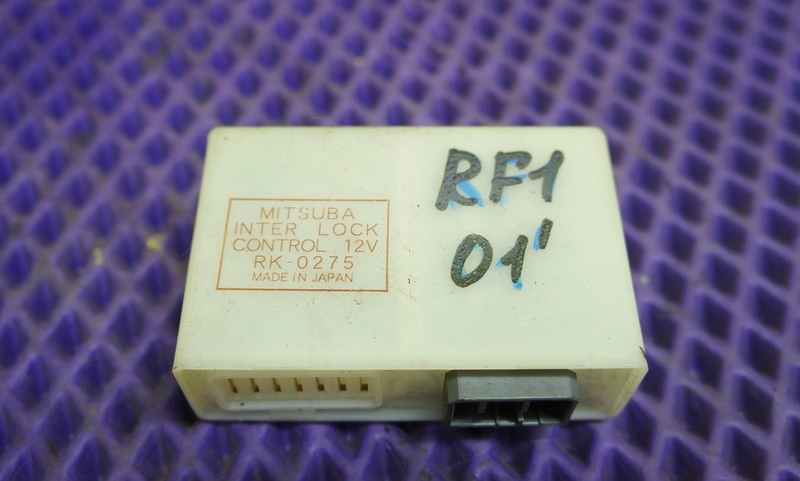 MITSUBA
INTER LOCK
CONTROL 12V
RK-0275
MADE IN JAPAN
RF1
01'